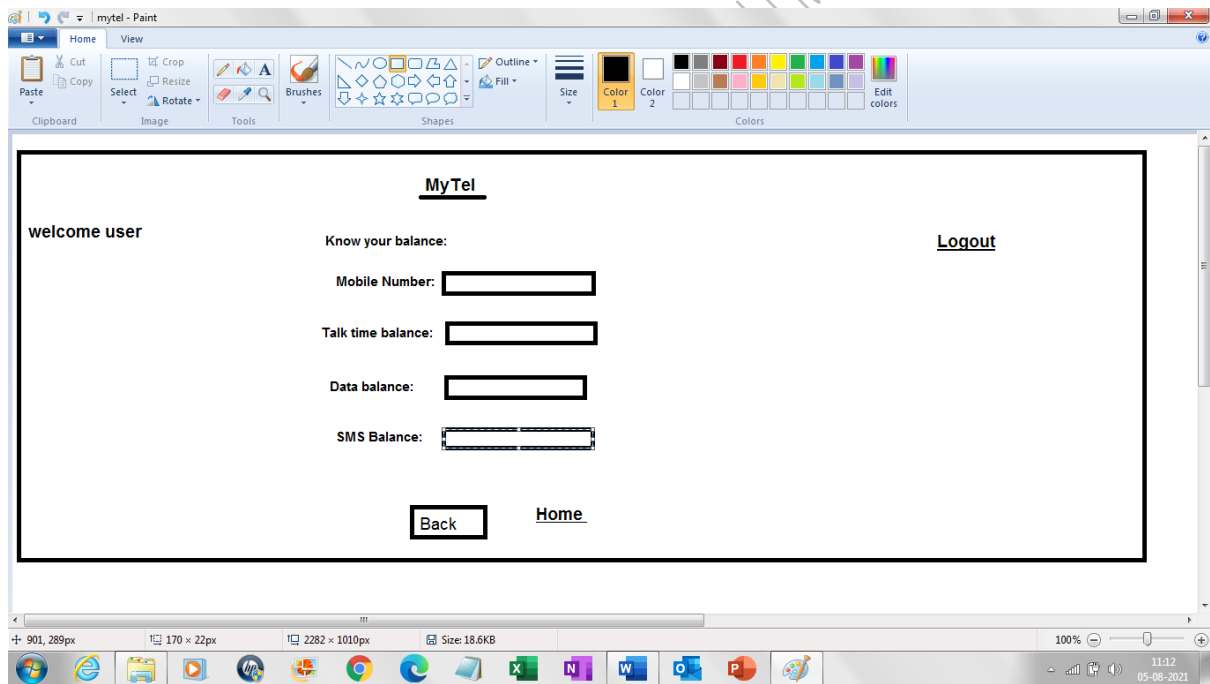 mytel - Paint
Home View
Paste
Cut
Copy
Clipboard
Select
Crop
Resize
Rotate
Image
Tools
A
Brushes
Shapes
Outline
Fill
Size
Color 1
Color 2
Colors
Edit colors
MyTel
welcome user
Know your balance:
Logout
Mobile Number:
Talk time balance:
Data balance:
SMS Balance:
Back
Home
901, 289px 170 × 22px 2282 × 1010px Size: 18.6KB 100%
11:12
05-08-2021